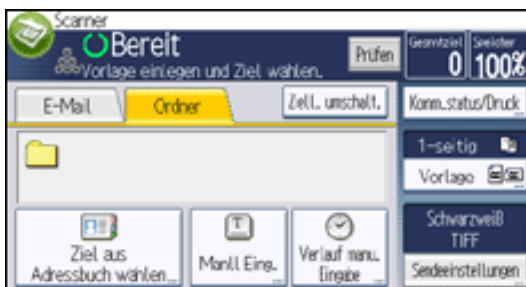 Scanner
Bereit
Vorlage einlegen und Ziel wählen.
Prüfen
Gesamtziel
0
Speicher
100%
E-Mail
Ordner
Zell. umschalt.
Komm.status/Druck
1-seitig
Vorlage
Ziel aus
Adressbuch wählen
T
Manll Eing.
Verlauf manu.
Eingabe
Schwarzweiß
TIFF
Sendeeinstellungen